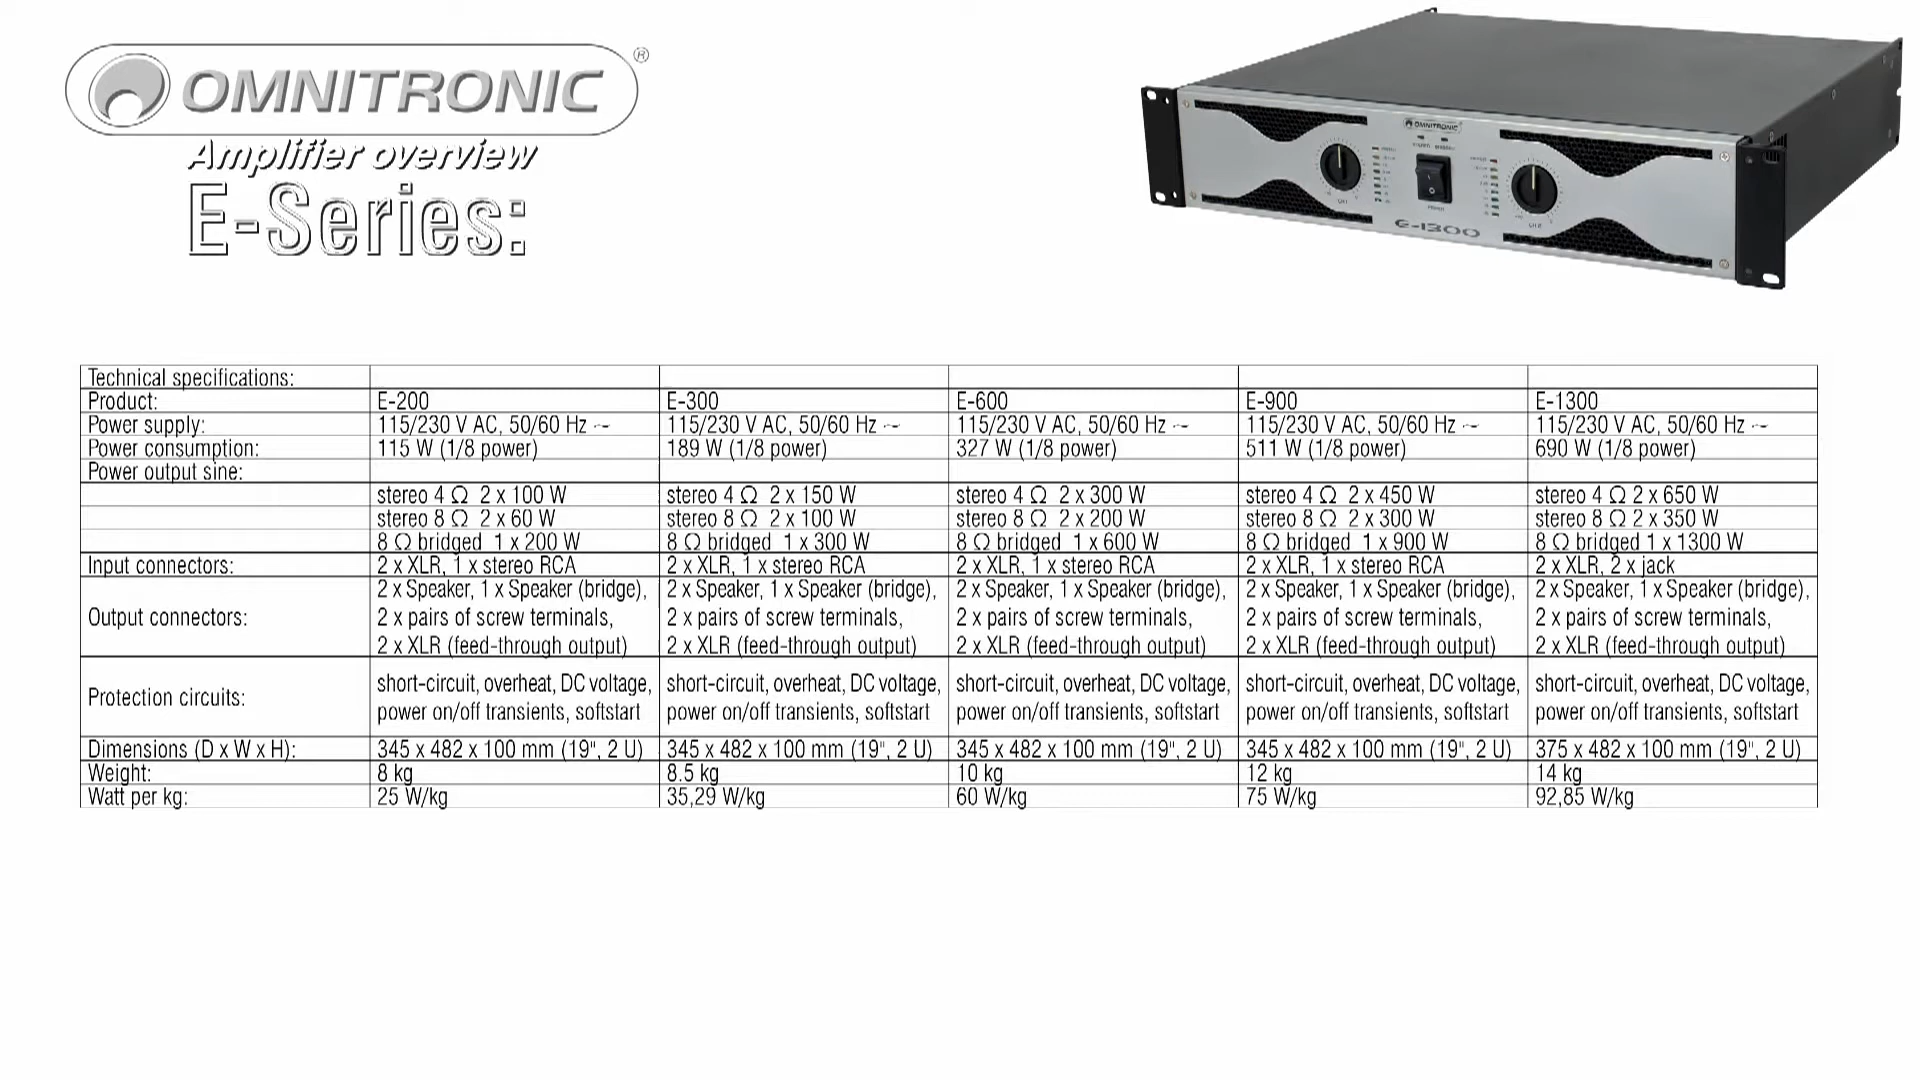 OMNITRONIC®
Amplifier overview
E-Series:
OMNITRONIC
E-1300
Technical specifications:
Product: E-200 E-300 E-600 E-900 E-1300
Power supply: 115/230 V AC, 50/60 Hz ~ 115/230 V AC, 50/60 Hz ~ 115/230 V AC, 50/60 Hz ~ 115/230 V AC, 50/60 Hz ~ 115/230 V AC, 50/60 Hz ~
Power consumption: 115 W (1/8 power) 189 W (1/8 power) 327 W (1/8 power) 511 W (1/8 power) 690 W (1/8 power)
Power output sine:
stereo 4 Ω 2 x 100 W stereo 4 Ω 2 x 150 W stereo 4 Ω 2 x 300 W stereo 4 Ω 2 x 450 W stereo 4 Ω 2 x 650 W
stereo 8 Ω 2 x 60 W stereo 8 Ω 2 x 100 W stereo 8 Ω 2 x 200 W stereo 8 Ω 2 x 300 W stereo 8 Ω 2 x 350 W
8 Ω bridged 1 x 200 W 8 Ω bridged 1 x 300 W 8 Ω bridged 1 x 600 W 8 Ω bridged 1 x 900 W 8 Ω bridged 1 x 1300 W
Input connectors: 2 x XLR, 1 x stereo RCA 2 x XLR, 1 x stereo RCA 2 x XLR, 1 x stereo RCA 2 x XLR, 1 x stereo RCA 2 x XLR, 2 x jack
2 x Speaker, 1 x Speaker (bridge), 2 x Speaker, 1 x Speaker (bridge), 2 x Speaker, 1 x Speaker (bridge), 2 x Speaker, 1 x Speaker (bridge), 2 x Speaker, 1 x Speaker (bridge),
Output connectors: 2 x pairs of screw terminals, 2 x pairs of screw terminals, 2 x pairs of screw terminals, 2 x pairs of screw terminals, 2 x pairs of screw terminals,
2 x XLR (feed-through output) 2 x XLR (feed-through output) 2 x XLR (feed-through output) 2 x XLR (feed-through output) 2 x XLR (feed-through output)
Protection circuits: short-circuit, overheat, DC voltage, short-circuit, overheat, DC voltage, short-circuit, overheat, DC voltage, short-circuit, overheat, DC voltage, short-circuit, overheat, DC voltage,
power on/off transients, softstart power on/off transients, softstart power on/off transients, softstart power on/off transients, softstart power on/off transients, softstart
Dimensions (D x W x H): 345 x 482 x 100 mm (19", 2 U) 345 x 482 x 100 mm (19", 2 U) 345 x 482 x 100 mm (19", 2 U) 345 x 482 x 100 mm (19", 2 U) 375 x 482 x 100 mm (19", 2 U)
Weight: 8 kg 8.5 kg 10 kg 12 kg 14 kg
Watt per kg: 25 W/kg 35,29 W/kg 60 W/kg 75 W/kg 92,85 W/kg